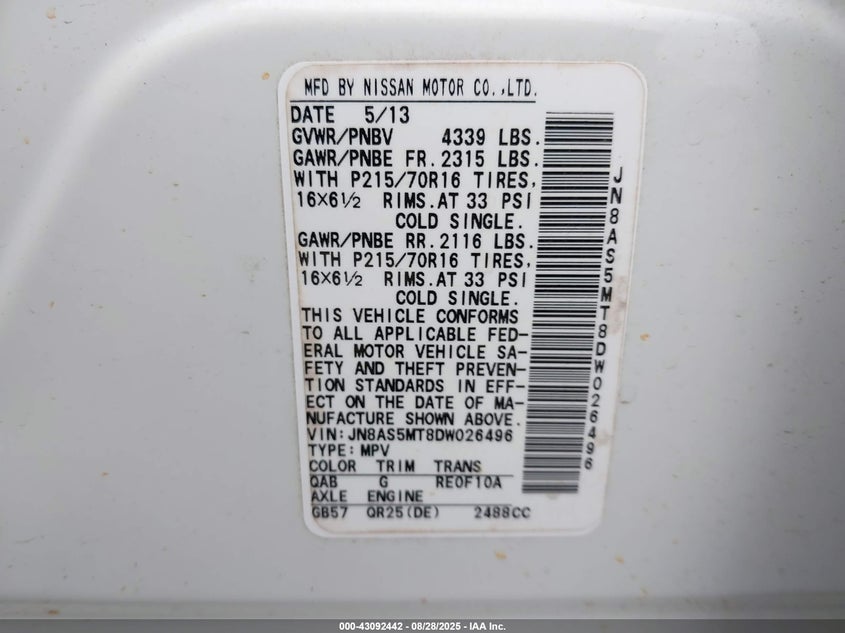 MFD BY NISSAN MOTOR CO.,LTD.
DATE 5/13
GVWR/PNBV 4339 LBS.
GAWR/PNBE FR. 2315 LBS.
WITH P215/70R16 TIRES,
16×6½ RIMS. AT 33 PSI
COLD SINGLE.
GAWR/PNBE RR. 2116 LBS.
WITH P215/70R16 TIRES,
16×6½ RIMS. AT 33 PSI
COLD SINGLE.
THIS VEHICLE CONFORMS
TO ALL APPLICABLE FED-
ERAL MOTOR VEHICLE SA-
FETY AND THEFT PREVEN-
TION STANDARDS IN EFF-
ECT ON THE DATE OF MA-
NUFACTURE SHOWN ABOVE.
VIN: JN8AS5MT8DW026496
TYPE: MPV
COLOR TRIM TRANS
QAB G RE0F10A
AXLE ENGINE
GB57 QR25(DE) 2488CC
JN8AS5MT8DW026496
000-43092442 - 08/28/2025 - IAA Inc.